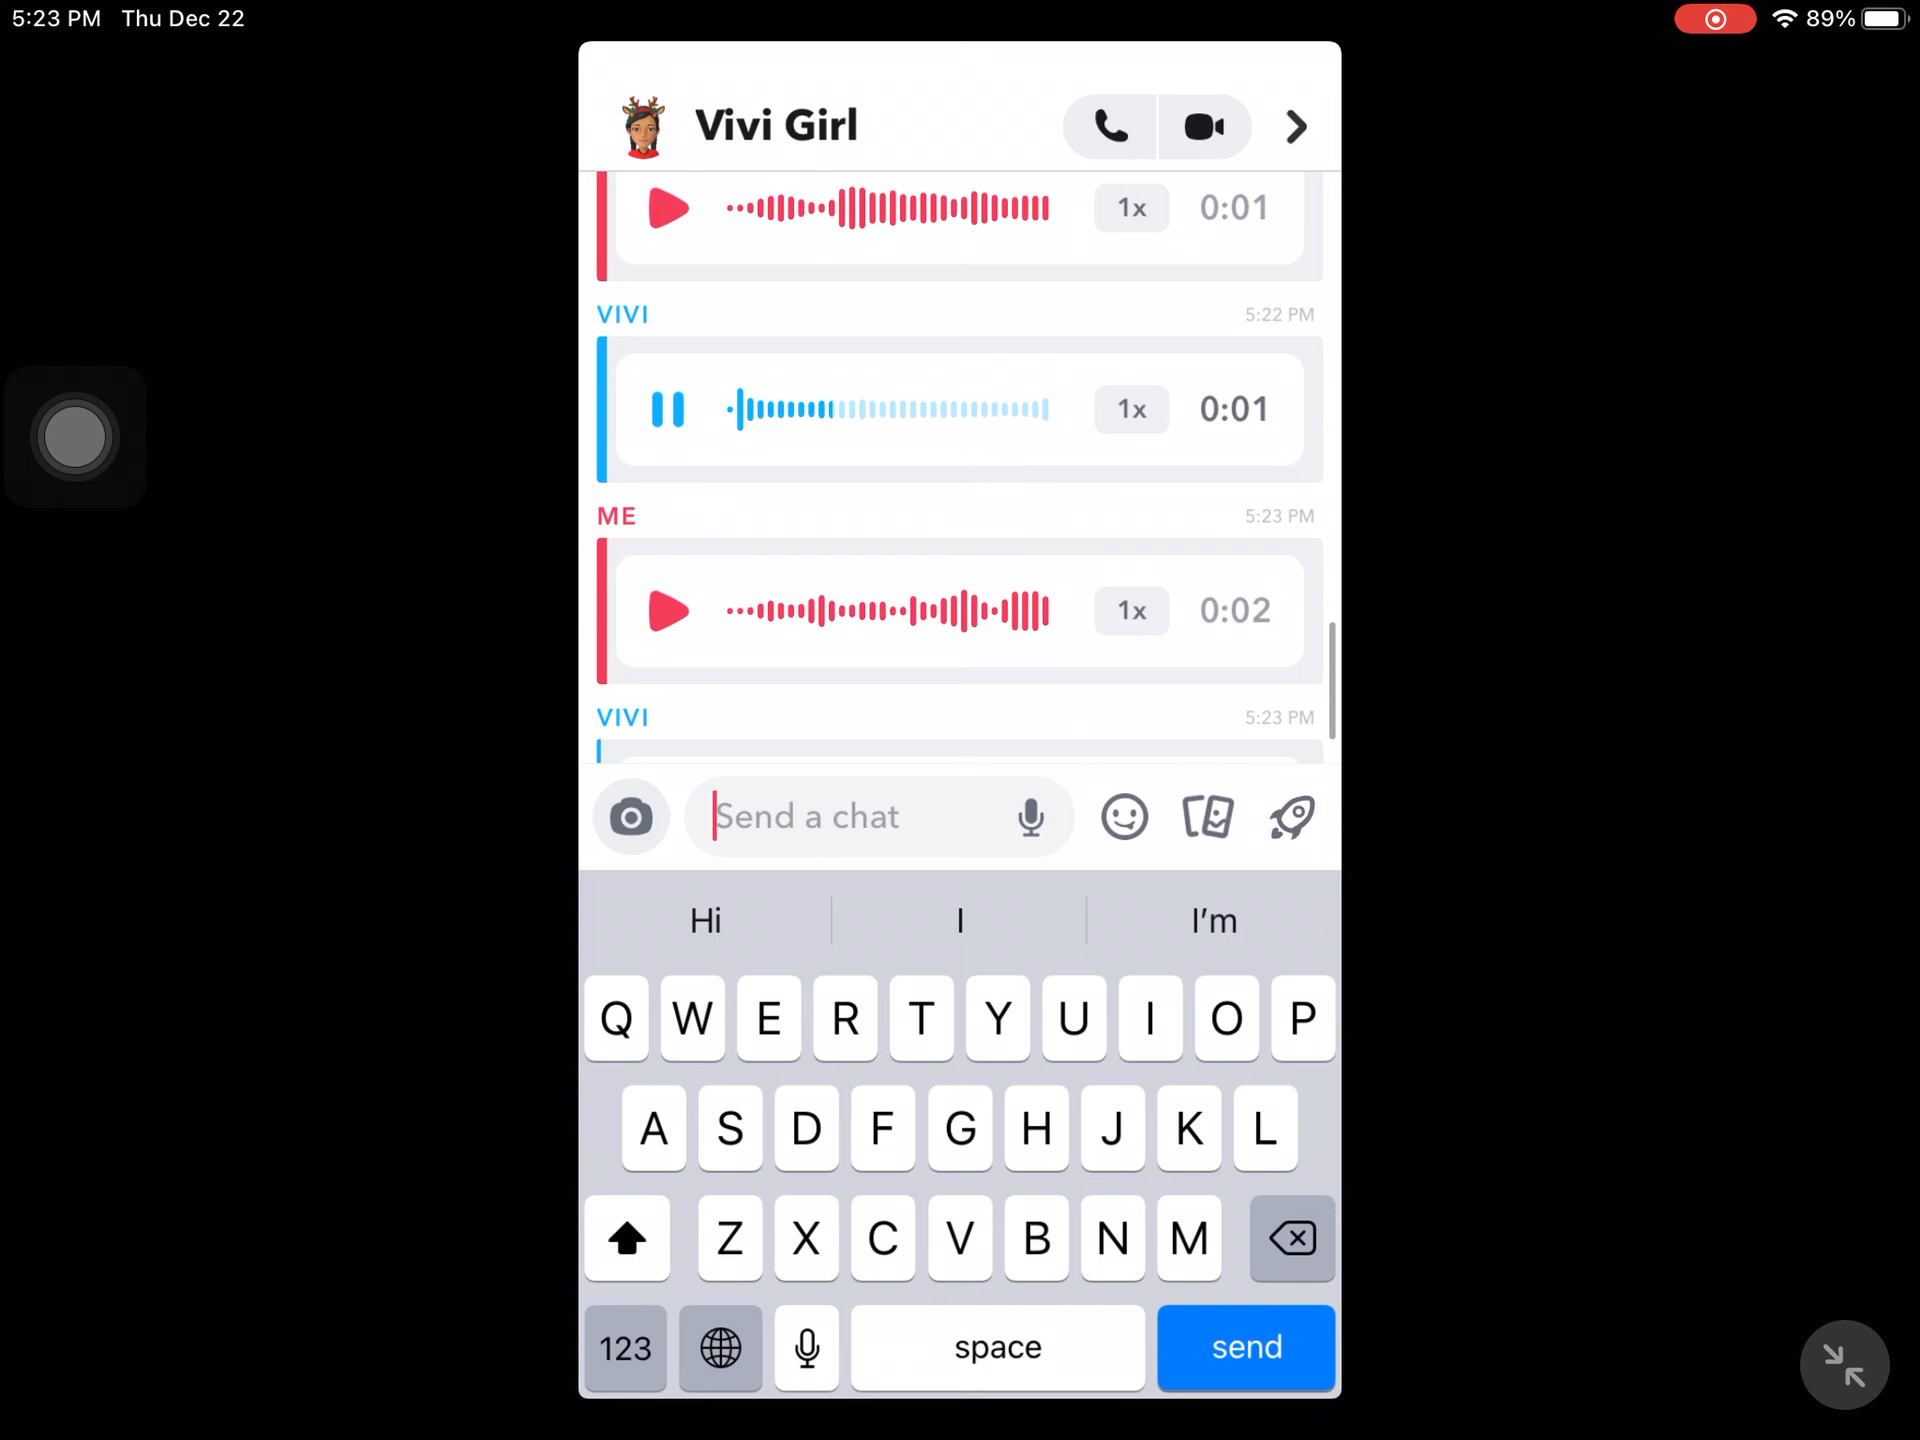 5:23 PM Thu Dec 22
89%
Vivi Girl
1x 0:01
VIVI 5:22 PM
1x 0:01
ME 5:23 PM
1x 0:02
VIVI 5:23 PM
Send a chat
Hi I I'm
Q W E R T Y U I O P
A S D F G H J K L
Z X C V B N M
123 space send